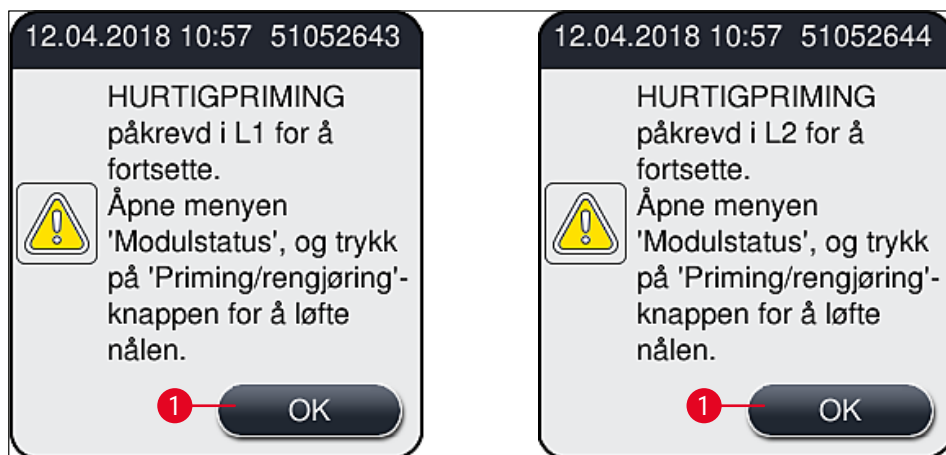 12.04.2018 10:57 51052643
HURTIGPRIMING
påkrevd i L1 for å
fortsette.
Åpne menyen
'Modulstatus', og trykk
på 'Priming/rengjøring'-
knappen for å løfte
nålen.
1
OK
12.04.2018 10:57 51052644
HURTIGPRIMING
påkrevd i L2 for å
fortsette.
Åpne menyen
'Modulstatus', og trykk
på 'Priming/rengjøring'-
knappen for å løfte
nålen.
1
OK